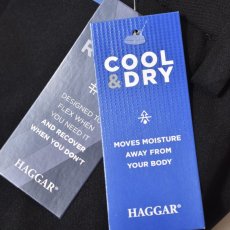 COOL
& DRY
MOVES MOISTURE
AWAY FROM
YOUR BODY
HAGGAR®
R
DESIGNED TO
FLEX WHEN
YOU NEED IT
AND RECOVER
WHEN YOU DON'T
HAGGAR®